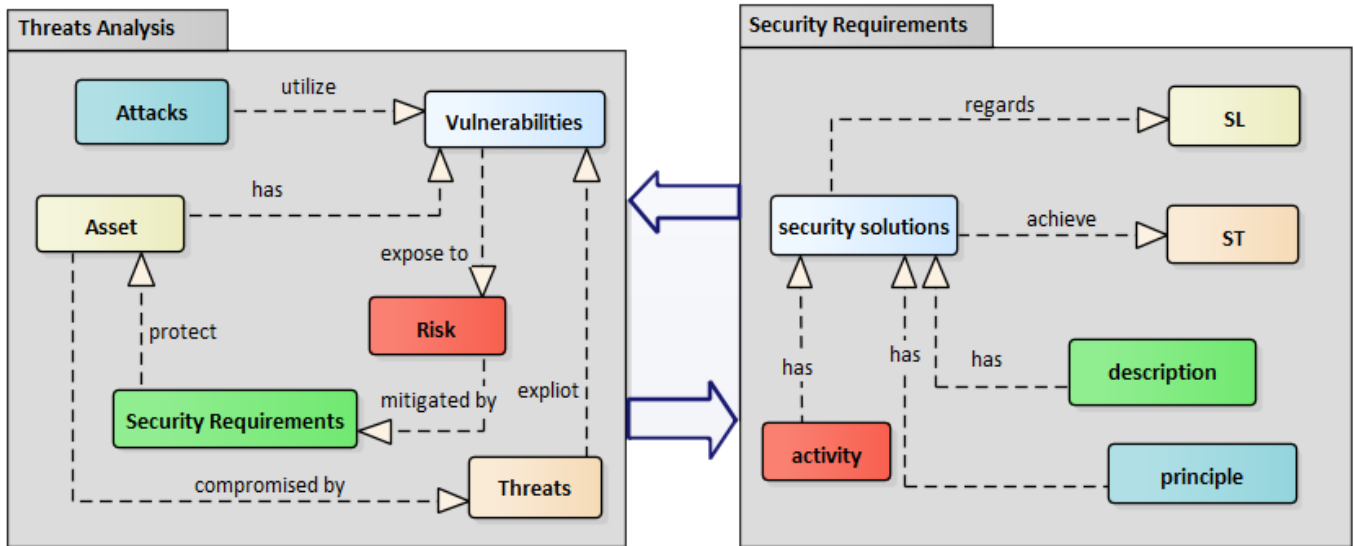 Threats Analysis
Attacks
utilize
Vulnerabilities
has
Asset
expose to
Risk
protect
mitigated by
expliot
Security Requirements
compromised by
Threats
Security Requirements
regards
SL
security solutions
achieve
ST
has
has
has
description
activity
principle